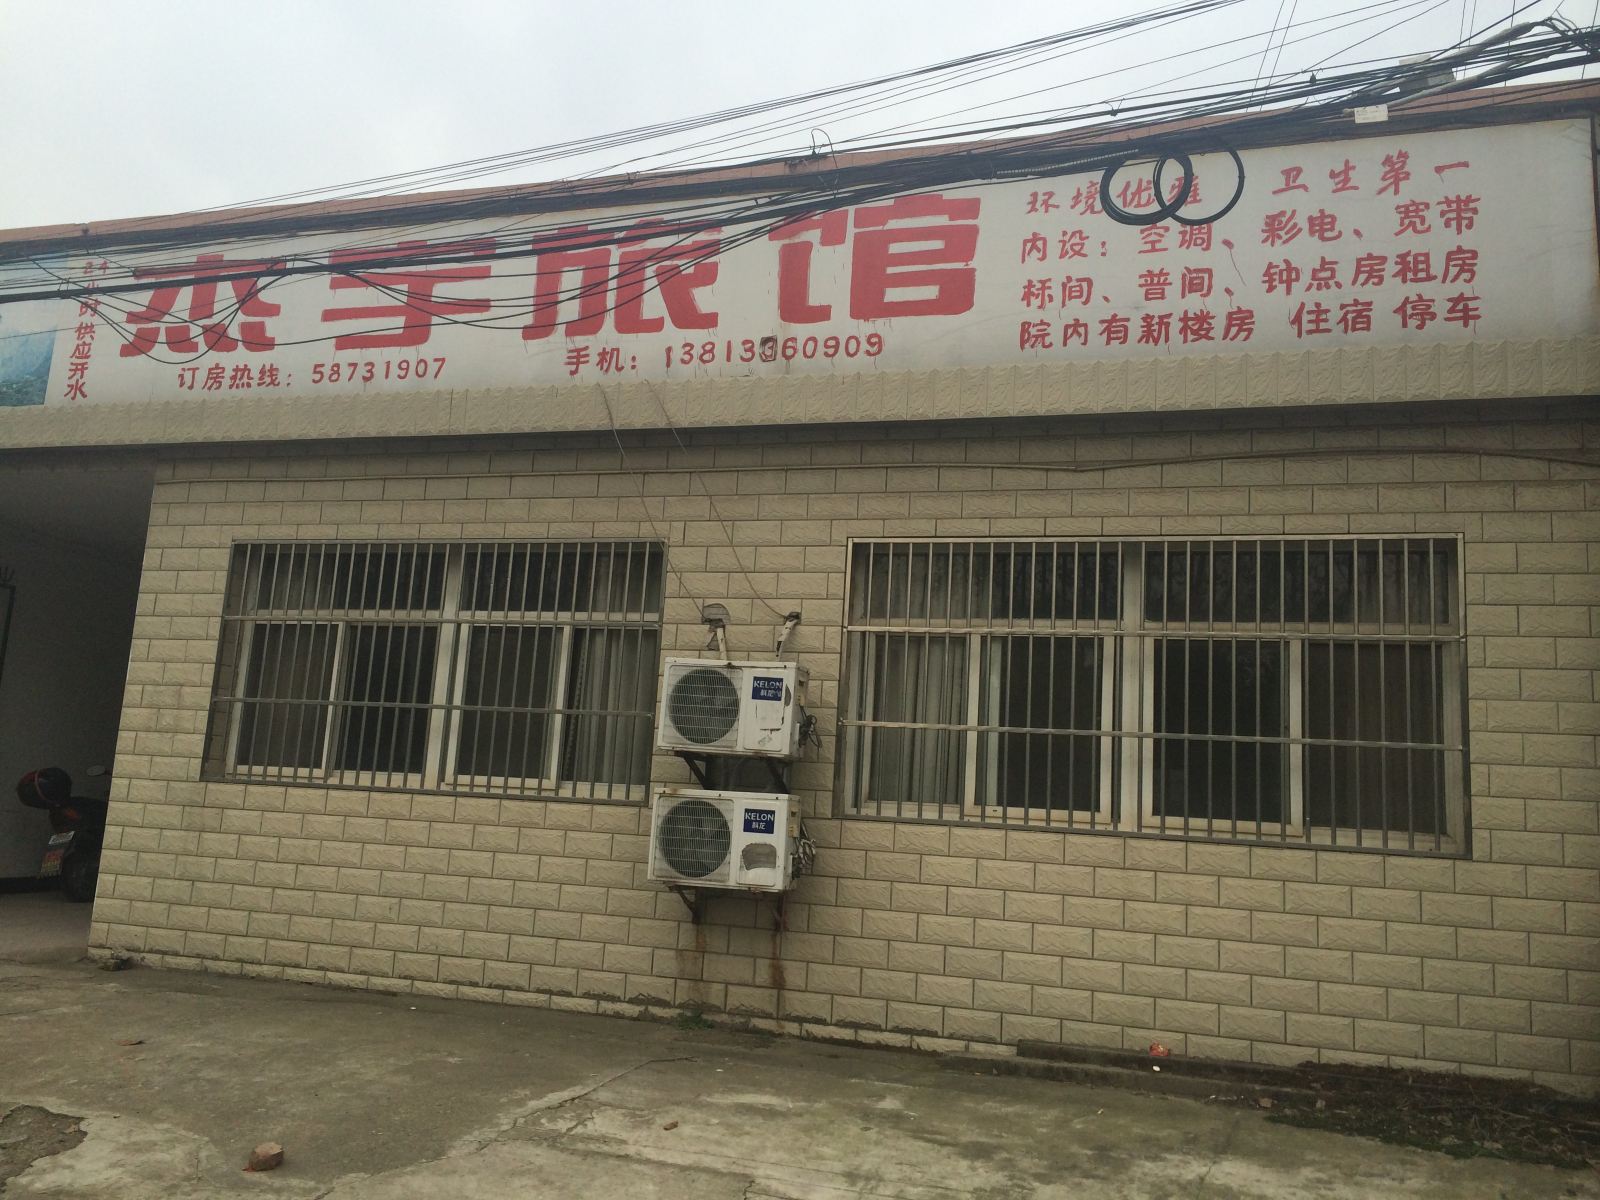 24小时供应开水
杰宇旅馆
订房热线：58731907
手机：13813060909
环境优雅 卫生第一
内设：空调、彩电、宽带
标间、普间、钟点房租房
院内有新楼房 住宿 停车
KELON
科龙
KELON
科龙